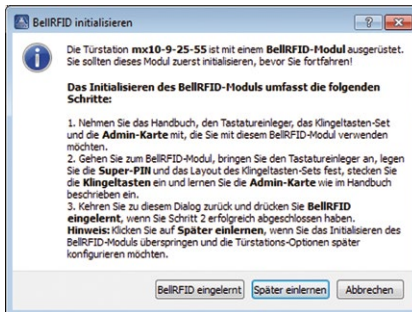 BellRFID initialisieren
Die Türstation mx10-9-25-55 ist mit einem BellRFID-Modul ausgerüstet.
Sie sollten dieses Modul zuerst initialisieren, bevor Sie fortfahren!
Das Initialisieren des BellRFID-Moduls umfasst die folgenden
Schritte:
1. Nehmen Sie das Handbuch, den Tastatureinleger, das Klingeltasten-Set
und die Admin-Karte mit, die Sie mit diesem BellRFID-Modul verwenden
möchten.
2. Gehen Sie zum BellRFID-Modul, bringen Sie den Tastatureinleger an, legen
Sie die Super-PIN und das Layout des Klingeltasten-Sets fest, stecken Sie
die Klingeltasten ein und lernen Sie die Admin-Karte wie im Handbuch
beschrieben ein.
3. Kehren Sie zu diesem Dialog zurück und drücken Sie BellRFID
eingelernt, wenn Sie Schritt 2 erfolgreich abgeschlossen haben.
Hinweis: Klicken Sie auf Später einlernen, wenn Sie das Initialisieren des
BellRFID-Moduls überspringen und die Türstations-Optionen später
konfigurieren möchten.
BellRFID eingelernt Später einlernen Abbrechen